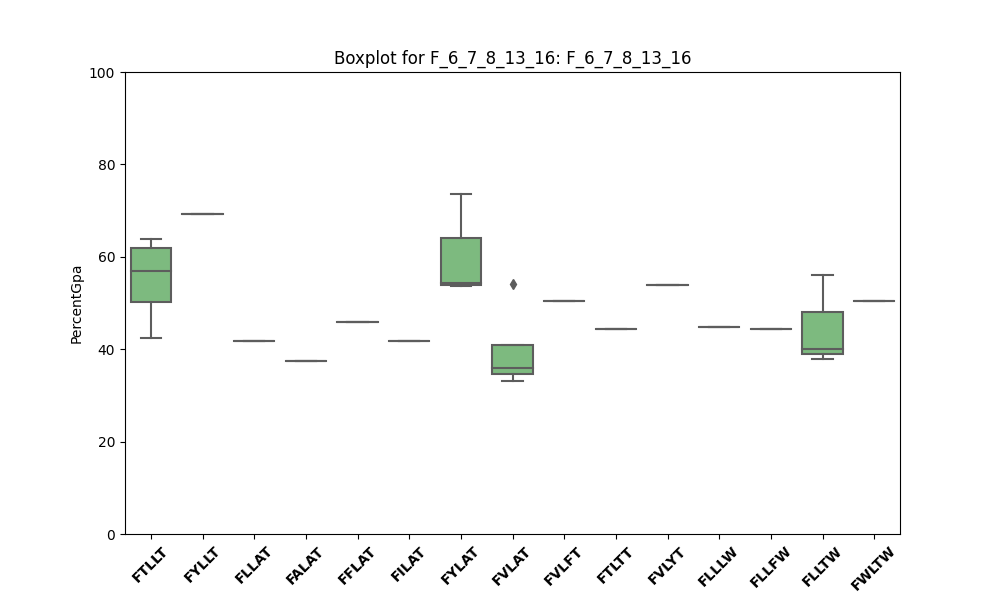 Boxplot for F_6_7_8_13_16: F_6_7_8_13_16
100
80
60
40
20
0
PercentGpa
FTLLT
FYLLT
FLLAT
FALAT
FFLAT
FILAT
FYLAT
FVLAT
FVLFT
FTLTT
FVLYT
FLLLW
FLLFW
FLLTW
FWLTW